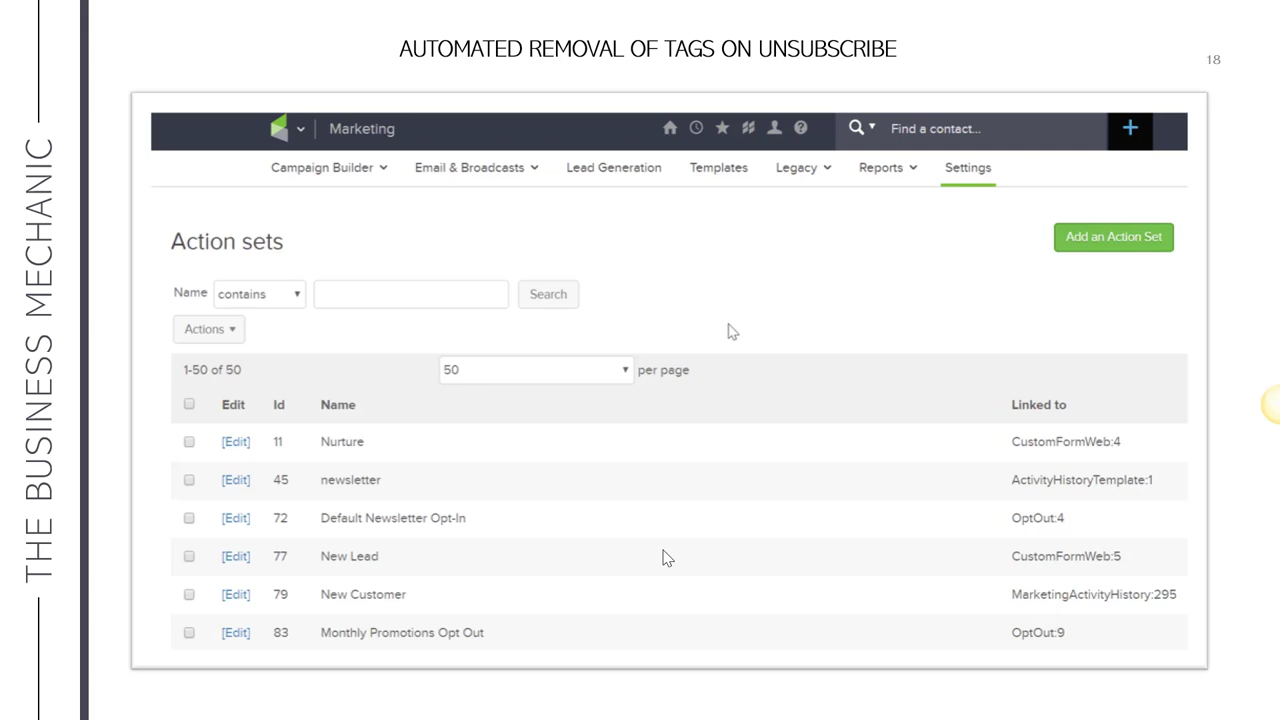 AUTOMATED REMOVAL OF TAGS ON UNSUBSCRIBE
18
THE BUSINESS MECHANIC
Marketing
Find a contact...
+
Campaign Builder
Email & Broadcasts
Lead Generation
Templates
Legacy
Reports
Settings
Action sets
Add an Action Set
Name contains Search
Actions
1-50 of 50 50 per page
Edit Id Name Linked to
[Edit] 11 Nurture CustomFormWeb:4
[Edit] 45 newsletter ActivityHistoryTemplate:1
[Edit] 72 Default Newsletter Opt-In OptOut:4
[Edit] 77 New Lead CustomFormWeb:5
[Edit] 79 New Customer MarketingActivityHistory:295
[Edit] 83 Monthly Promotions Opt Out OptOut:9